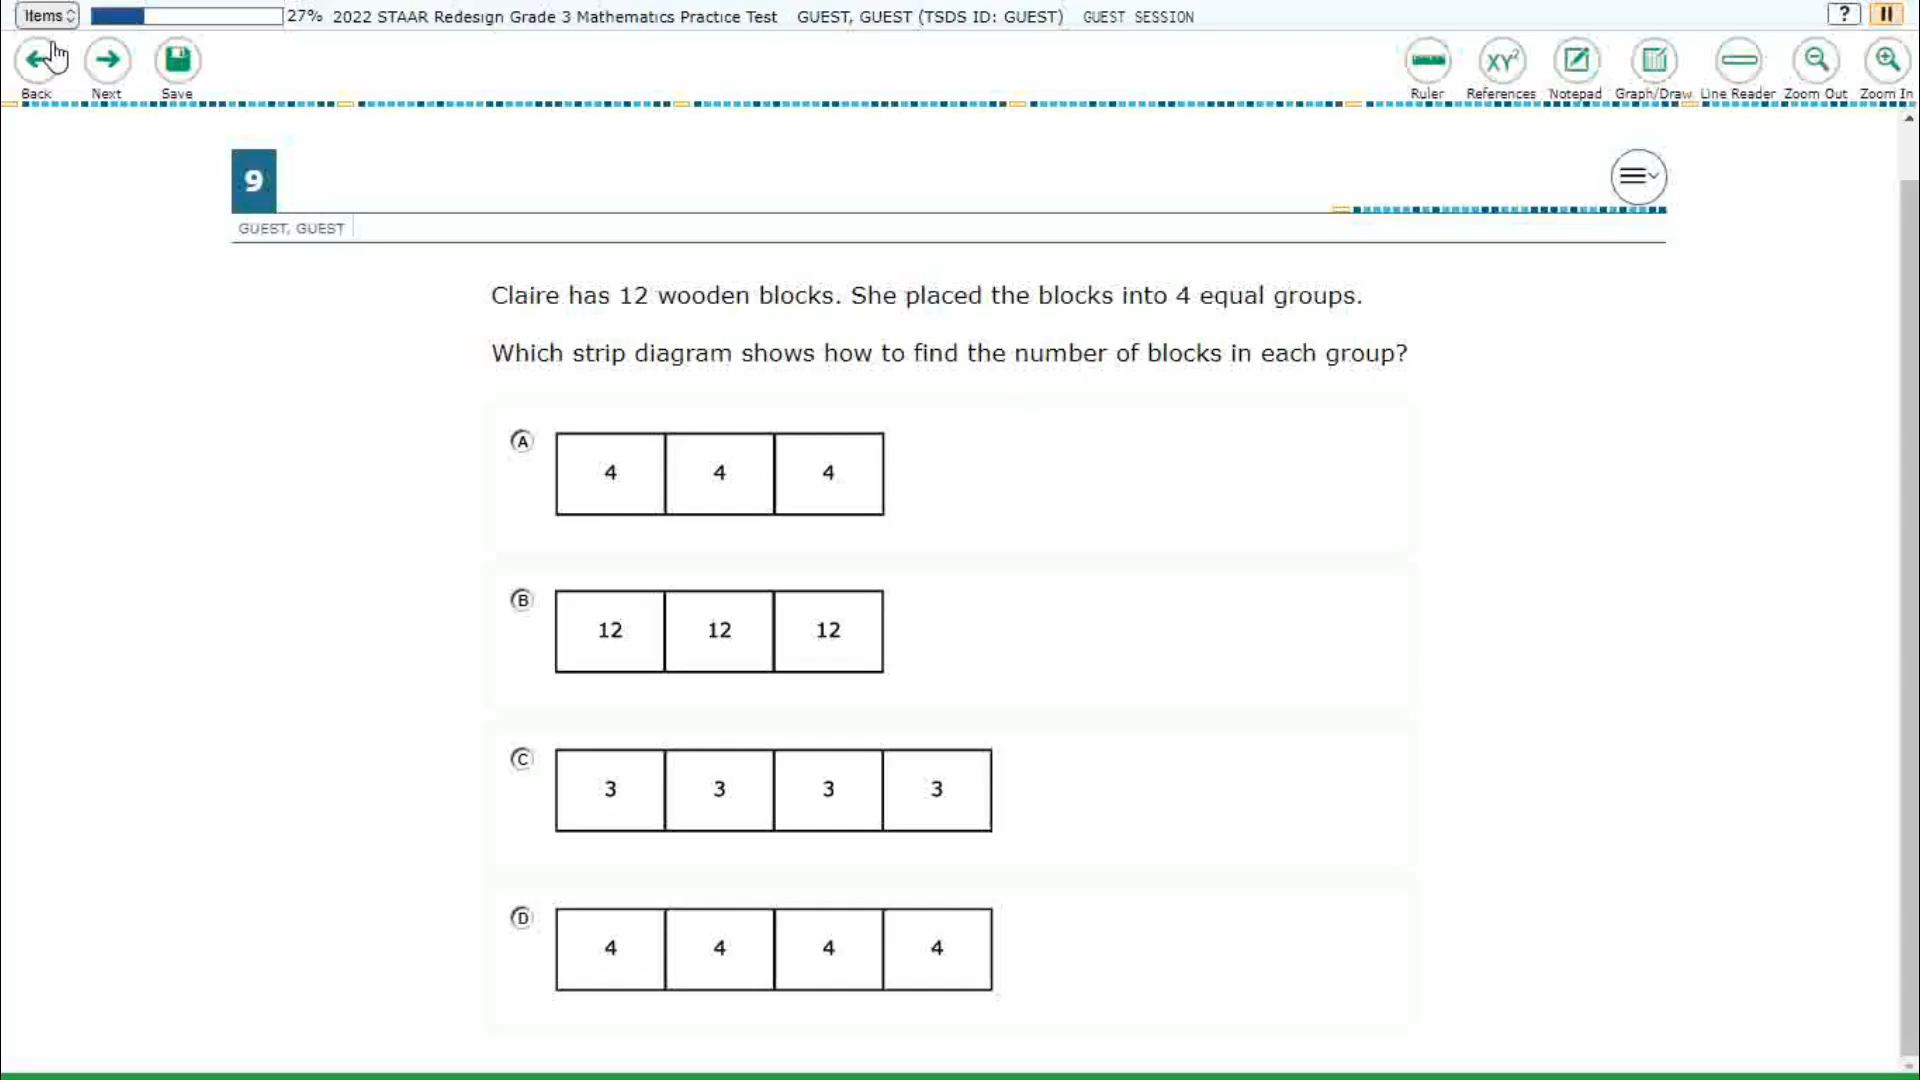 Items 27% 2022 STAAR Redesign Grade 3 Mathematics Practice Test GUEST, GUEST (TSDS ID: GUEST) GUEST SESSION ?
Back Next Save XY² Ruler References Notepad Graph/Draw Line Reader Zoom Out Zoom In
9
GUEST, GUEST
Claire has 12 wooden blocks. She placed the blocks into 4 equal groups.
Which strip diagram shows how to find the number of blocks in each group?
A 4 4 4
B 12 12 12
C 3 3 3 3
D 4 4 4 4